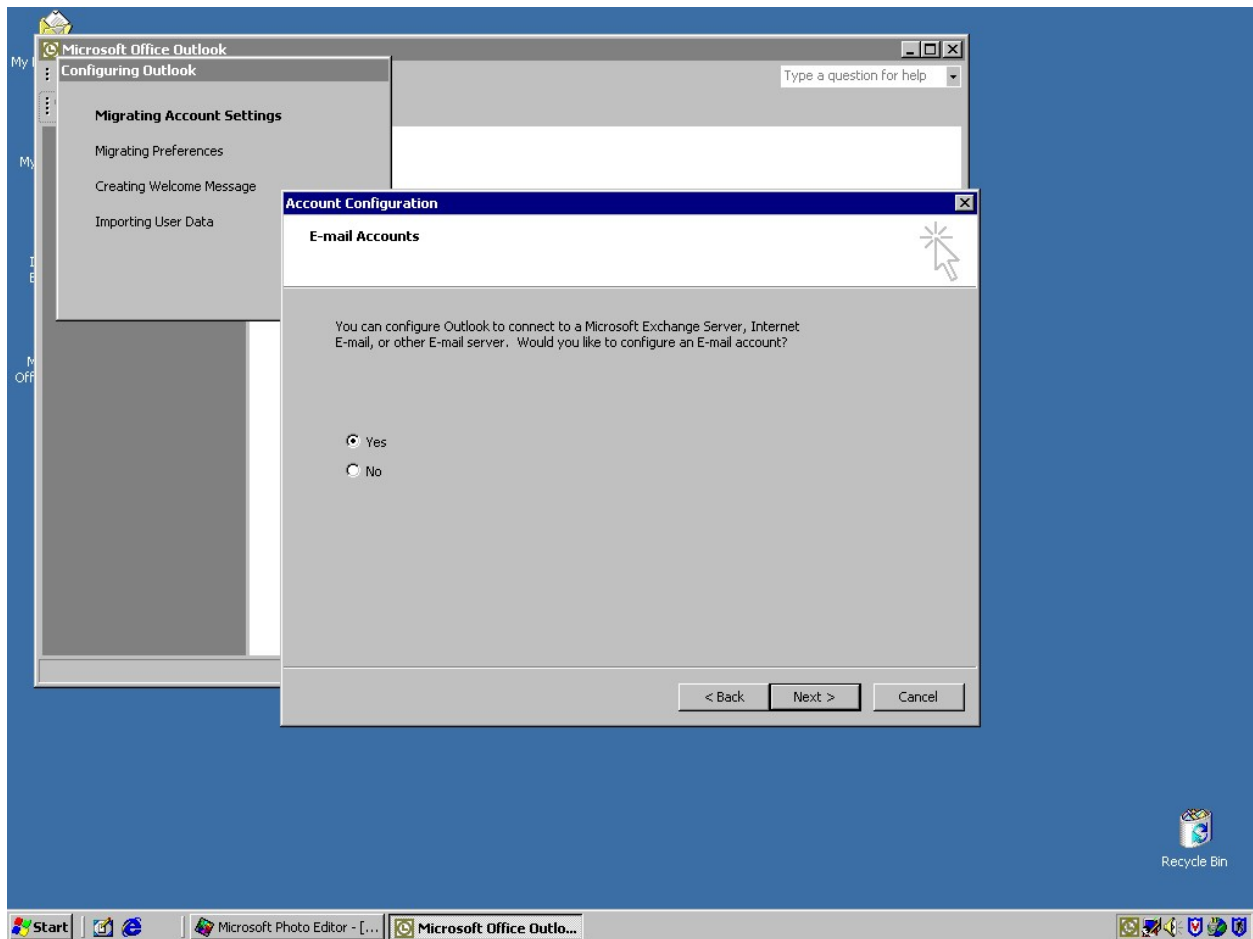 Microsoft Office Outlook
Configuring Outlook
Type a question for help
Migrating Account Settings
Migrating Preferences
Creating Welcome Message
Importing User Data
My
My
Off
Account Configuration
E-mail Accounts
You can configure Outlook to connect to a Microsoft Exchange Server, Internet
E-mail, or other E-mail server.  Would you like to configure an E-mail account?
Yes
No
< Back
Next >
Cancel
Recycle Bin
Start
Microsoft Photo Editor - [...
Microsoft Office Outlo...